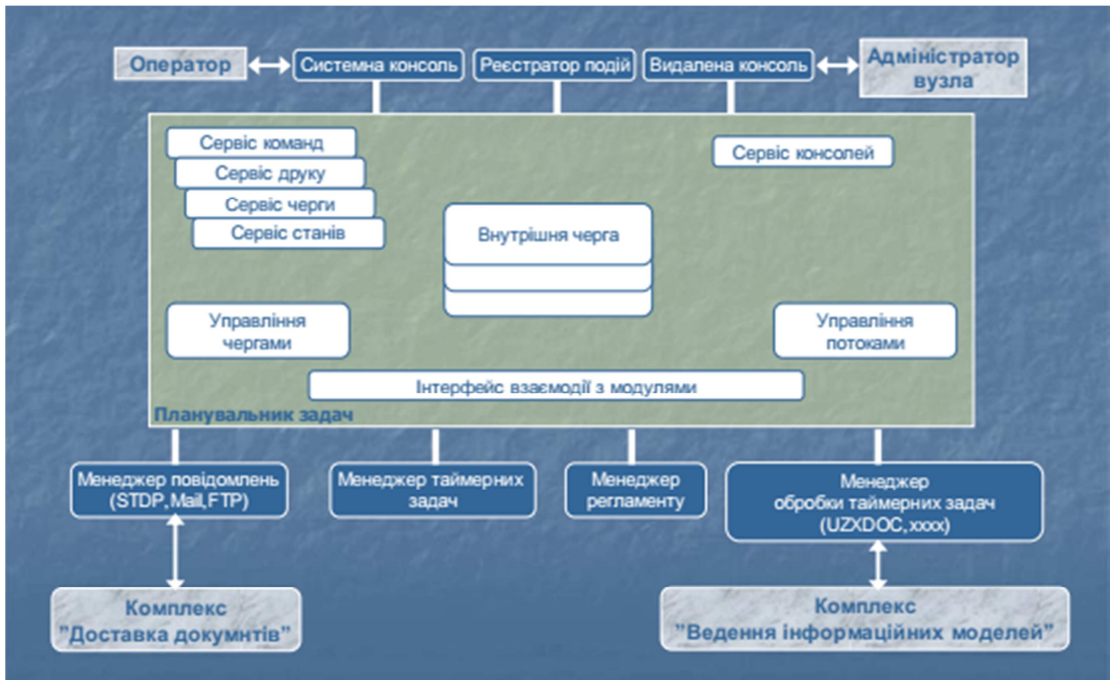 Оператор
Системна консоль
Реєстратор подій
Видалена консоль
Адміністратор
вузла
Сервіс команд
Сервіс друку
Сервіс черги
Сервіс станів
Сервіс консолей
Внутрішня черга
Управління
чергами
Управління
потоками
Інтерфейс взаємодії з модулями
Планувальник задач
Менеджер повідомлень
(STDP,Mail,FTP)
Менеджер таймерних
задач
Менеджер
регламенту
Менеджер
обробки таймерних задач
(UZXDOC,xxxx)
Комплекс
”Доставка докумнтів”
Комплекс
”Ведення інформаційних моделей”